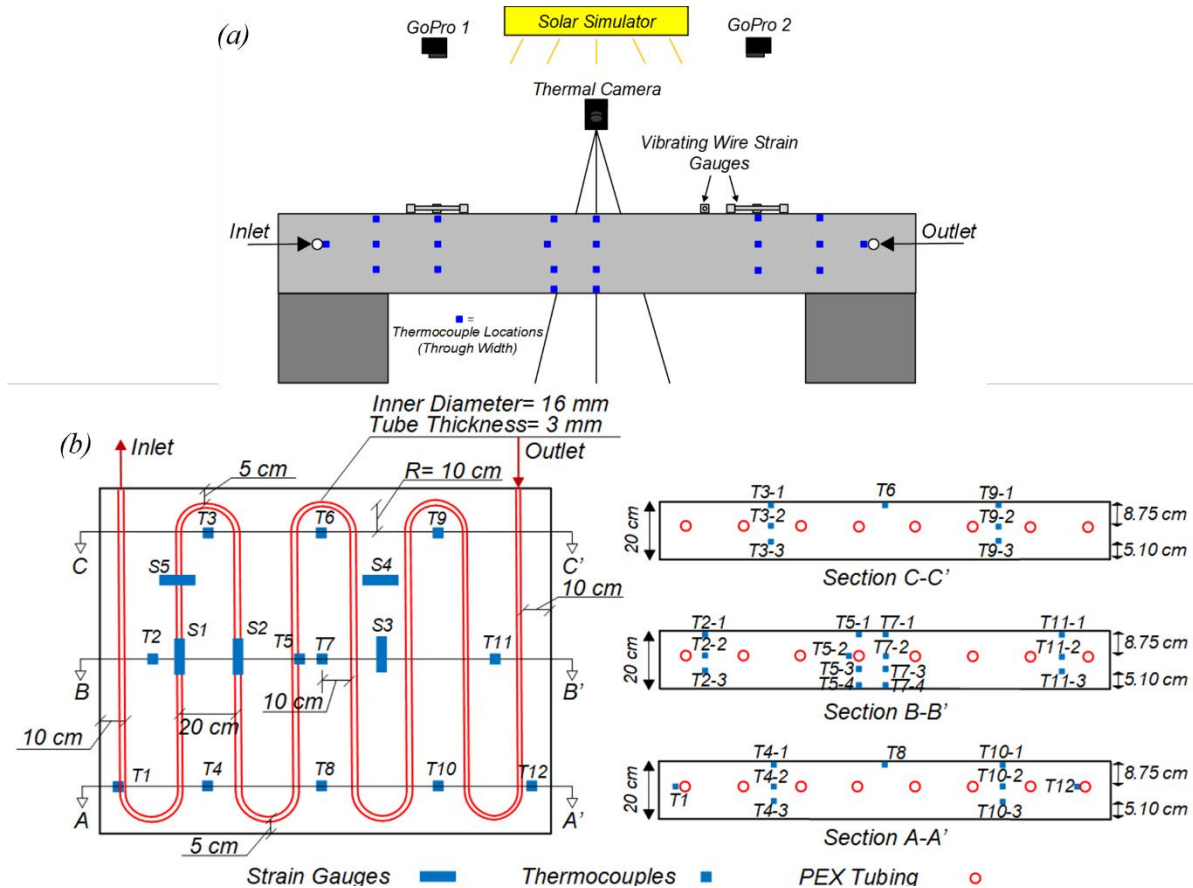 (a)
GoPro 1
Solar Simulator
GoPro 2
Thermal Camera
Vibrating Wire Strain
Gauges
Inlet
Outlet
=
Thermocouple Locations
(Through Width)
(b)
Inner Diameter= 16 mm
Tube Thickness= 3 mm
Inlet
Outlet
5 cm
R= 10 cm
T3
T6
T9
C
C'
S5
S4
10 cm
T2
S1
S2
T5
T7
S3
T11
B
B'
10 cm
20 cm
10 cm
T1
T4
T8
T10
T12
A
A'
5 cm
T3-1
T6
T9-1
20 cm
T3-2
T9-2
8.75 cm
T3-3
T9-3
5.10 cm
Section C-C'
T2-1
T5-1
T7-1
T11-1
20 cm
T2-2
T5-2
T7-2
T11-2
8.75 cm
T2-3
T5-3
T7-3
T11-3
5.10 cm
T5-4
T7-4
Section B-B'
T4-1
T8
T10-1
20 cm
T1
T4-2
T10-2
T12
8.75 cm
T4-3
T10-3
5.10 cm
Section A-A'
Strain Gauges
Thermocouples
PEX Tubing